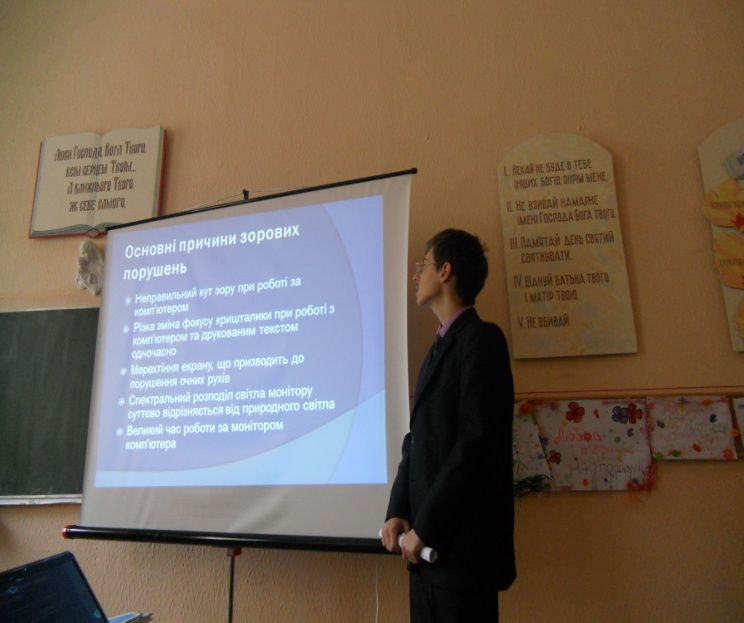 Люби Господа, Бога Твого,
всім серцем Твоїм...
А ближнього Твого
як себе самого.
Основні причини зорових
порушень
Неправильний кут зору при роботі за
комп'ютером
Різка зміна фокусу кришталики при роботі з
комп'ютером та друкованим текстом
одночасно
Мерехтіння екрану, що призводить до
порушення очних рухів
Спектральний розподіл світла монітору
суттєво відрізняється від природного світла
Великий час роботи за монітором
комп'ютера
I. Нехай не буде в тебе
інших богів окрім мене.
II. Не взивай намарне
імені Господа Бога твого.
III. Пам'ятай день святий
святкувати.
IV. Шануй батька твого
і матір твою.
V. Не вбивай
Любов